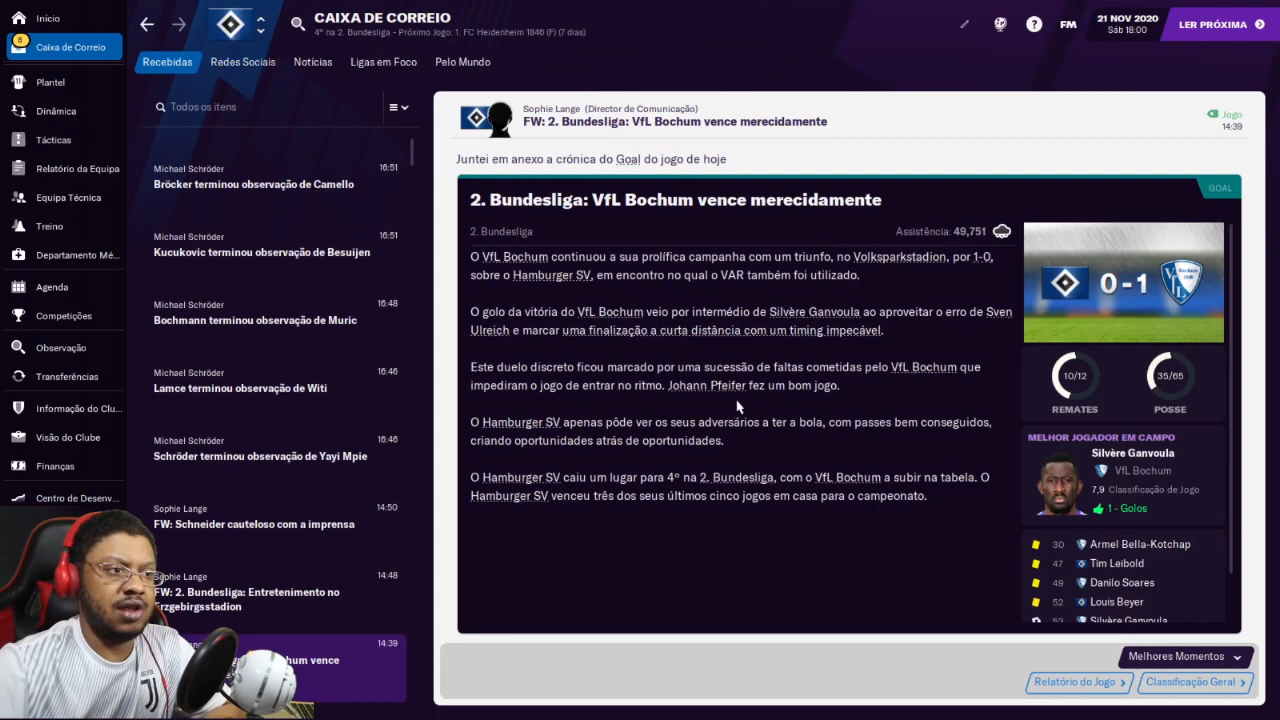 Início
8
Caixa de Correio
Plantel
Dinâmica
Tácticas
Relatório da Equipa
Equipa Técnica
Treino
Departamento Mé...
Agenda
Competições
Observação
Transferências
Informação do Clu...
Visão do Clube
Finanças
Centro de Desenv...
CAIXA DE CORREIO
4º na 2. Bundesliga - Próximo Jogo: 1. FC Heidenheim 1846 (F) (7 dias)
FM
21 NOV 2020
Sáb 18:00
LER PRÓXIMA
Recebidas
Redes Sociais
Notícias
Ligas em Foco
Pelo Mundo
Todos os itens
Michael Schröder 16:51
Bröcker terminou observação de Camello
Michael Schröder 16:51
Kucukovic terminou observação de Besuijen
Michael Schröder 16:48
Bochmann terminou observação de Muric
Michael Schröder 16:46
Lamce terminou observação de Witi
Michael Schröder 16:46
Schröder terminou observação de Yayi Mpie
Sophie Lange 14:50
FW: Schneider cauteloso com a imprensa
Sophie Lange 14:48
FW: 2. Bundesliga: Entretenimento no
Erzgebirgsstadion
14:39
hum vence
Sophie Lange (Director de Comunicação)
FW: 2. Bundesliga: VfL Bochum vence merecidamente
Jogo
14:39
Juntei em anexo a crónica do Goal do jogo de hoje
2. Bundesliga: VfL Bochum vence merecidamente
GOAL
2. Bundesliga
Assistência: 49,751
O VfL Bochum continuou a sua prolífica campanha com um triunfo, no Volksparkstadion, por 1-0,
sobre o Hamburger SV, em encontro no qual o VAR também foi utilizado.
O golo da vitória do VfL Bochum veio por intermédio de Silvère Ganvoula ao aproveitar o erro de Sven
Ulreich e marcar uma finalização a curta distância com um timing impecável.
Este duelo discreto ficou marcado por uma sucessão de faltas cometidas pelo VfL Bochum que
impediram o jogo de entrar no ritmo. Johann Pfeifer fez um bom jogo.
O Hamburger SV apenas pôde ver os seus adversários a ter a bola, com passes bem conseguidos,
criando oportunidades atrás de oportunidades.
O Hamburger SV caiu um lugar para 4º na 2. Bundesliga, com o VfL Bochum a subir na tabela. O
Hamburger SV venceu três dos seus últimos cinco jogos em casa para o campeonato.
0 - 1
10/12
REMATES
35/65
POSSE
MELHOR JOGADOR EM CAMPO
Silvère Ganvoula
VfL Bochum
7,9 Classificação de Jogo
1 - Golos
30 Armel Bella-Kotchap
47 Tim Leibold
49 Danilo Soares
52 Louis Beyer
53 Silvère Ganvoula
Melhores Momentos
Relatório do Jogo
Classificação Geral